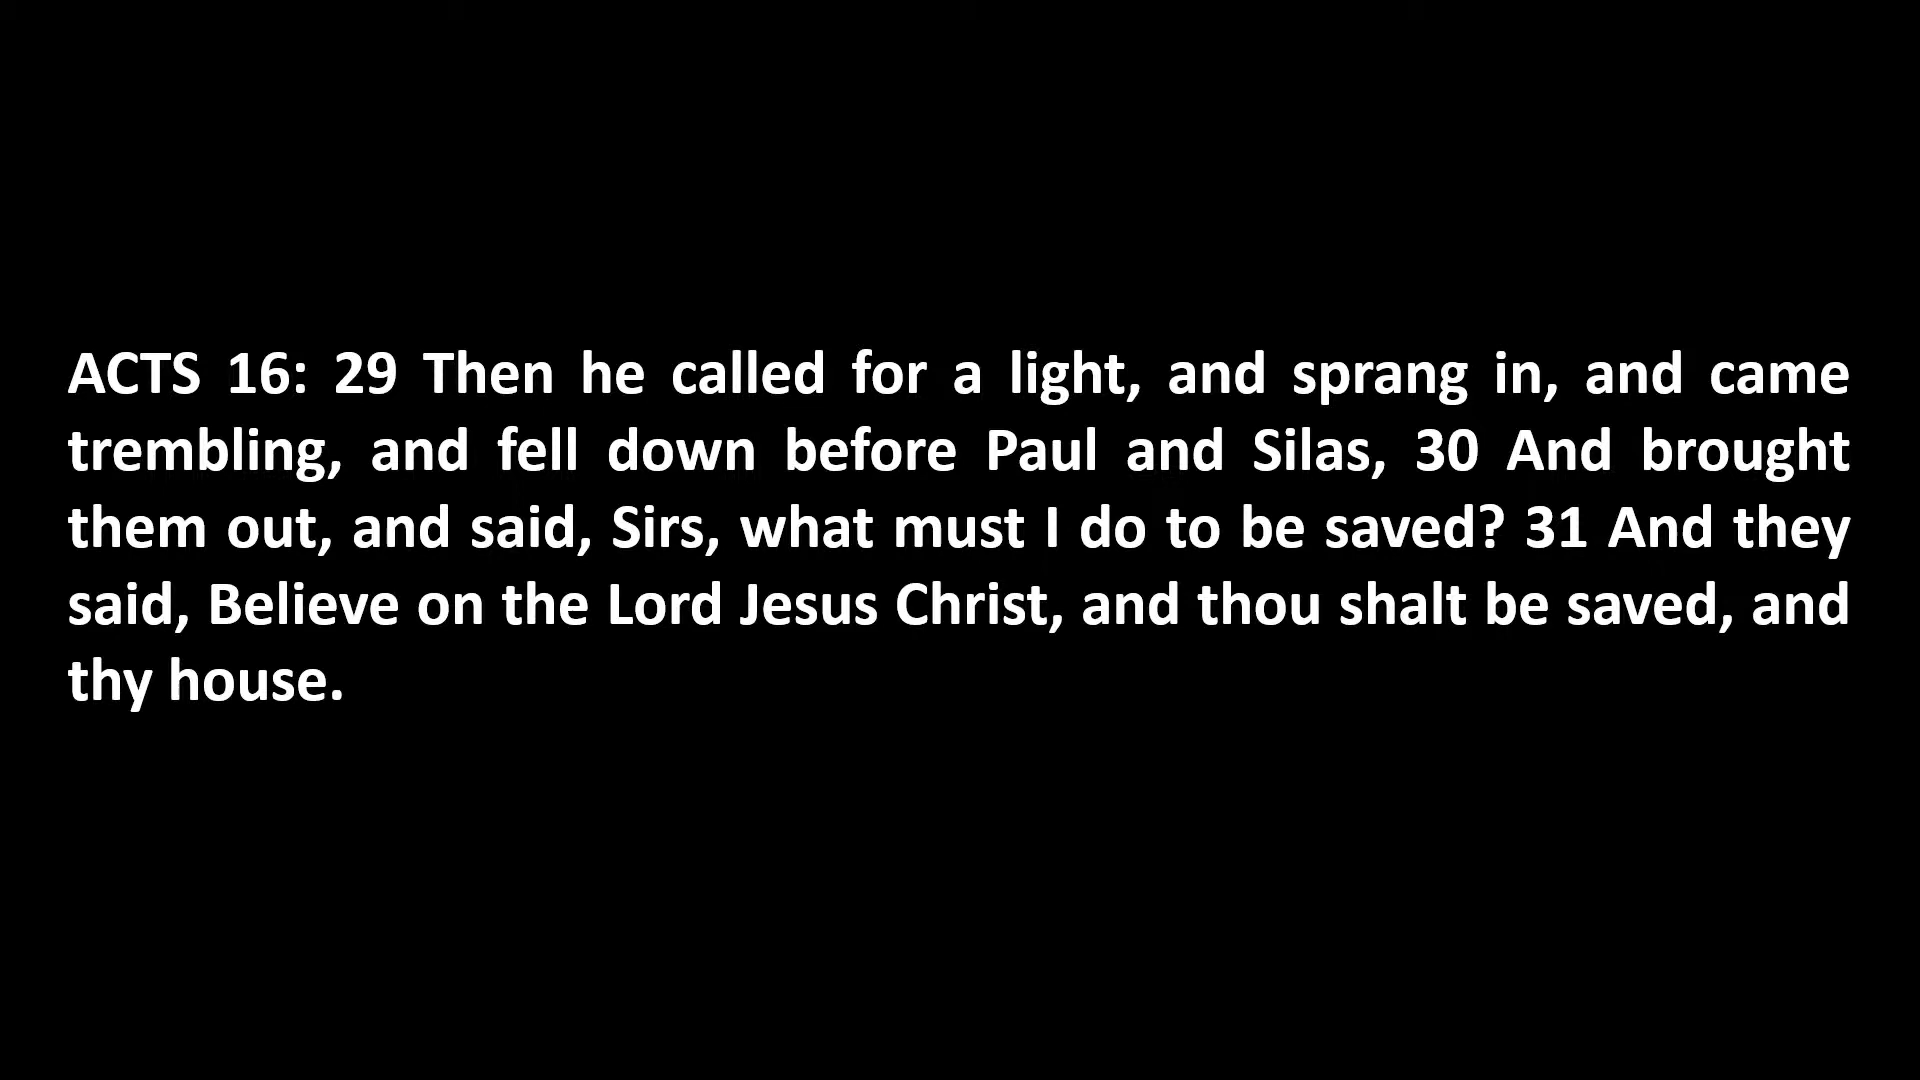 ACTS 16: 29 Then he called for a light, and sprang in, and came
trembling, and fell down before Paul and Silas, 30 And brought
them out, and said, Sirs, what must I do to be saved? 31 And they
said, Believe on the Lord Jesus Christ, and thou shalt be saved, and
thy house.